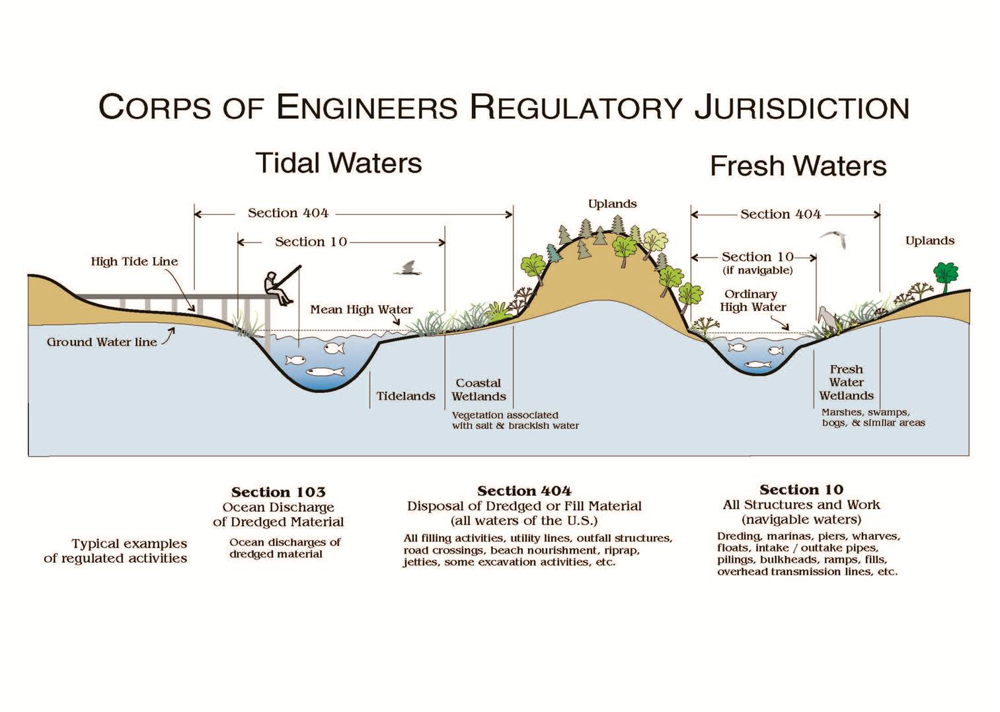 CORPS OF ENGINEERS REGULATORY JURISDICTION
Tidal Waters
Fresh Waters
Section 404
Section 10
High Tide Line
Mean High Water
Ground Water line
Tidelands
Coastal
Wetlands
Vegetation associated
with salt & brackish water
Uplands
Section 404
Section 10
(if navigable)
Ordinary
High Water
Uplands
Fresh
Water
Wetlands
Marshes, swamps,
bogs, & similar areas
Typical examples
of regulated activities
Section 103
Ocean Discharge
of Dredged Material
Ocean discharges of
dredged material
Section 404
Disposal of Dredged or Fill Material
(all waters of the U.S.)
All filling activities, utility lines, outfall structures,
road crossings, beach nourishment, riprap,
jetties, some excavation activities, etc.
Section 10
All Structures and Work
(navigable waters)
Dreding, marinas, piers, wharves,
floats, intake / outtake pipes,
pilings, bulkheads, ramps, fills,
overhead transmission lines, etc.